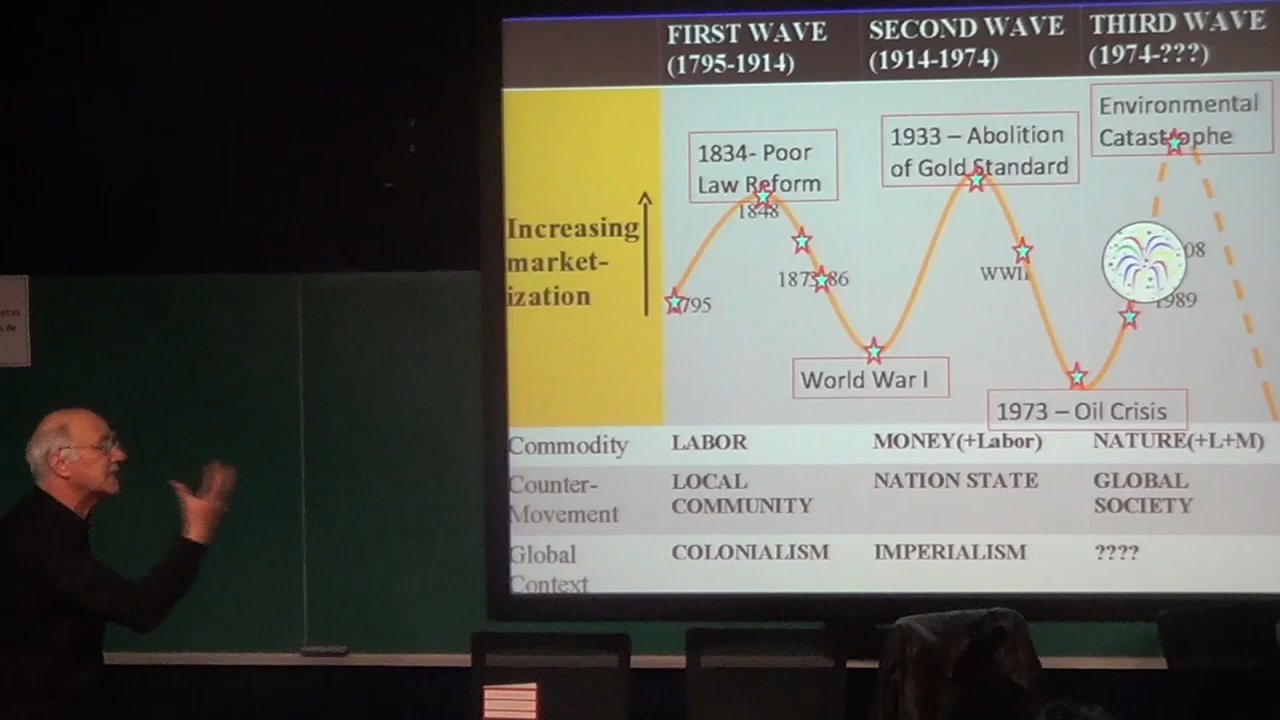 FIRST WAVE
(1795-1914)
SECOND WAVE
(1914-1974)
THIRD WAVE
(1974-???)
Increasing
market-
ization
1834- Poor
Law Reform
1848
1795
1873-86
World War I
1933 – Abolition
of Gold Standard
WWII
1973 – Oil Crisis
Environmental
Catastrophe
08
1989
Commodity
LABOR
MONEY(+Labor)
NATURE(+L+M)
Counter-
Movement
LOCAL
COMMUNITY
NATION STATE
GLOBAL
SOCIETY
Global
Context
COLONIALISM
IMPERIALISM
????